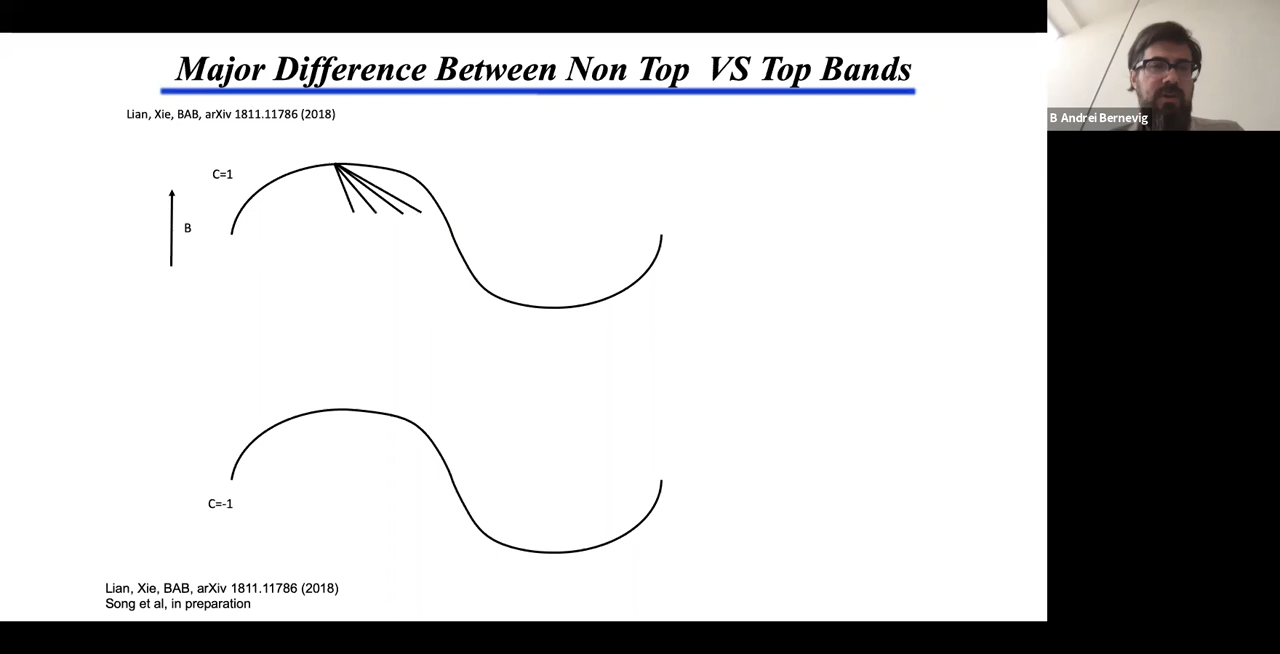 Major Difference Between Non Top VS Top Bands
Lian, Xie, BAB, arXiv 1811.11786 (2018)
C=1
B
C=-1
Lian, Xie, BAB, arXiv 1811.11786 (2018)
Song et al, in preparation
B Andrei Bernevig